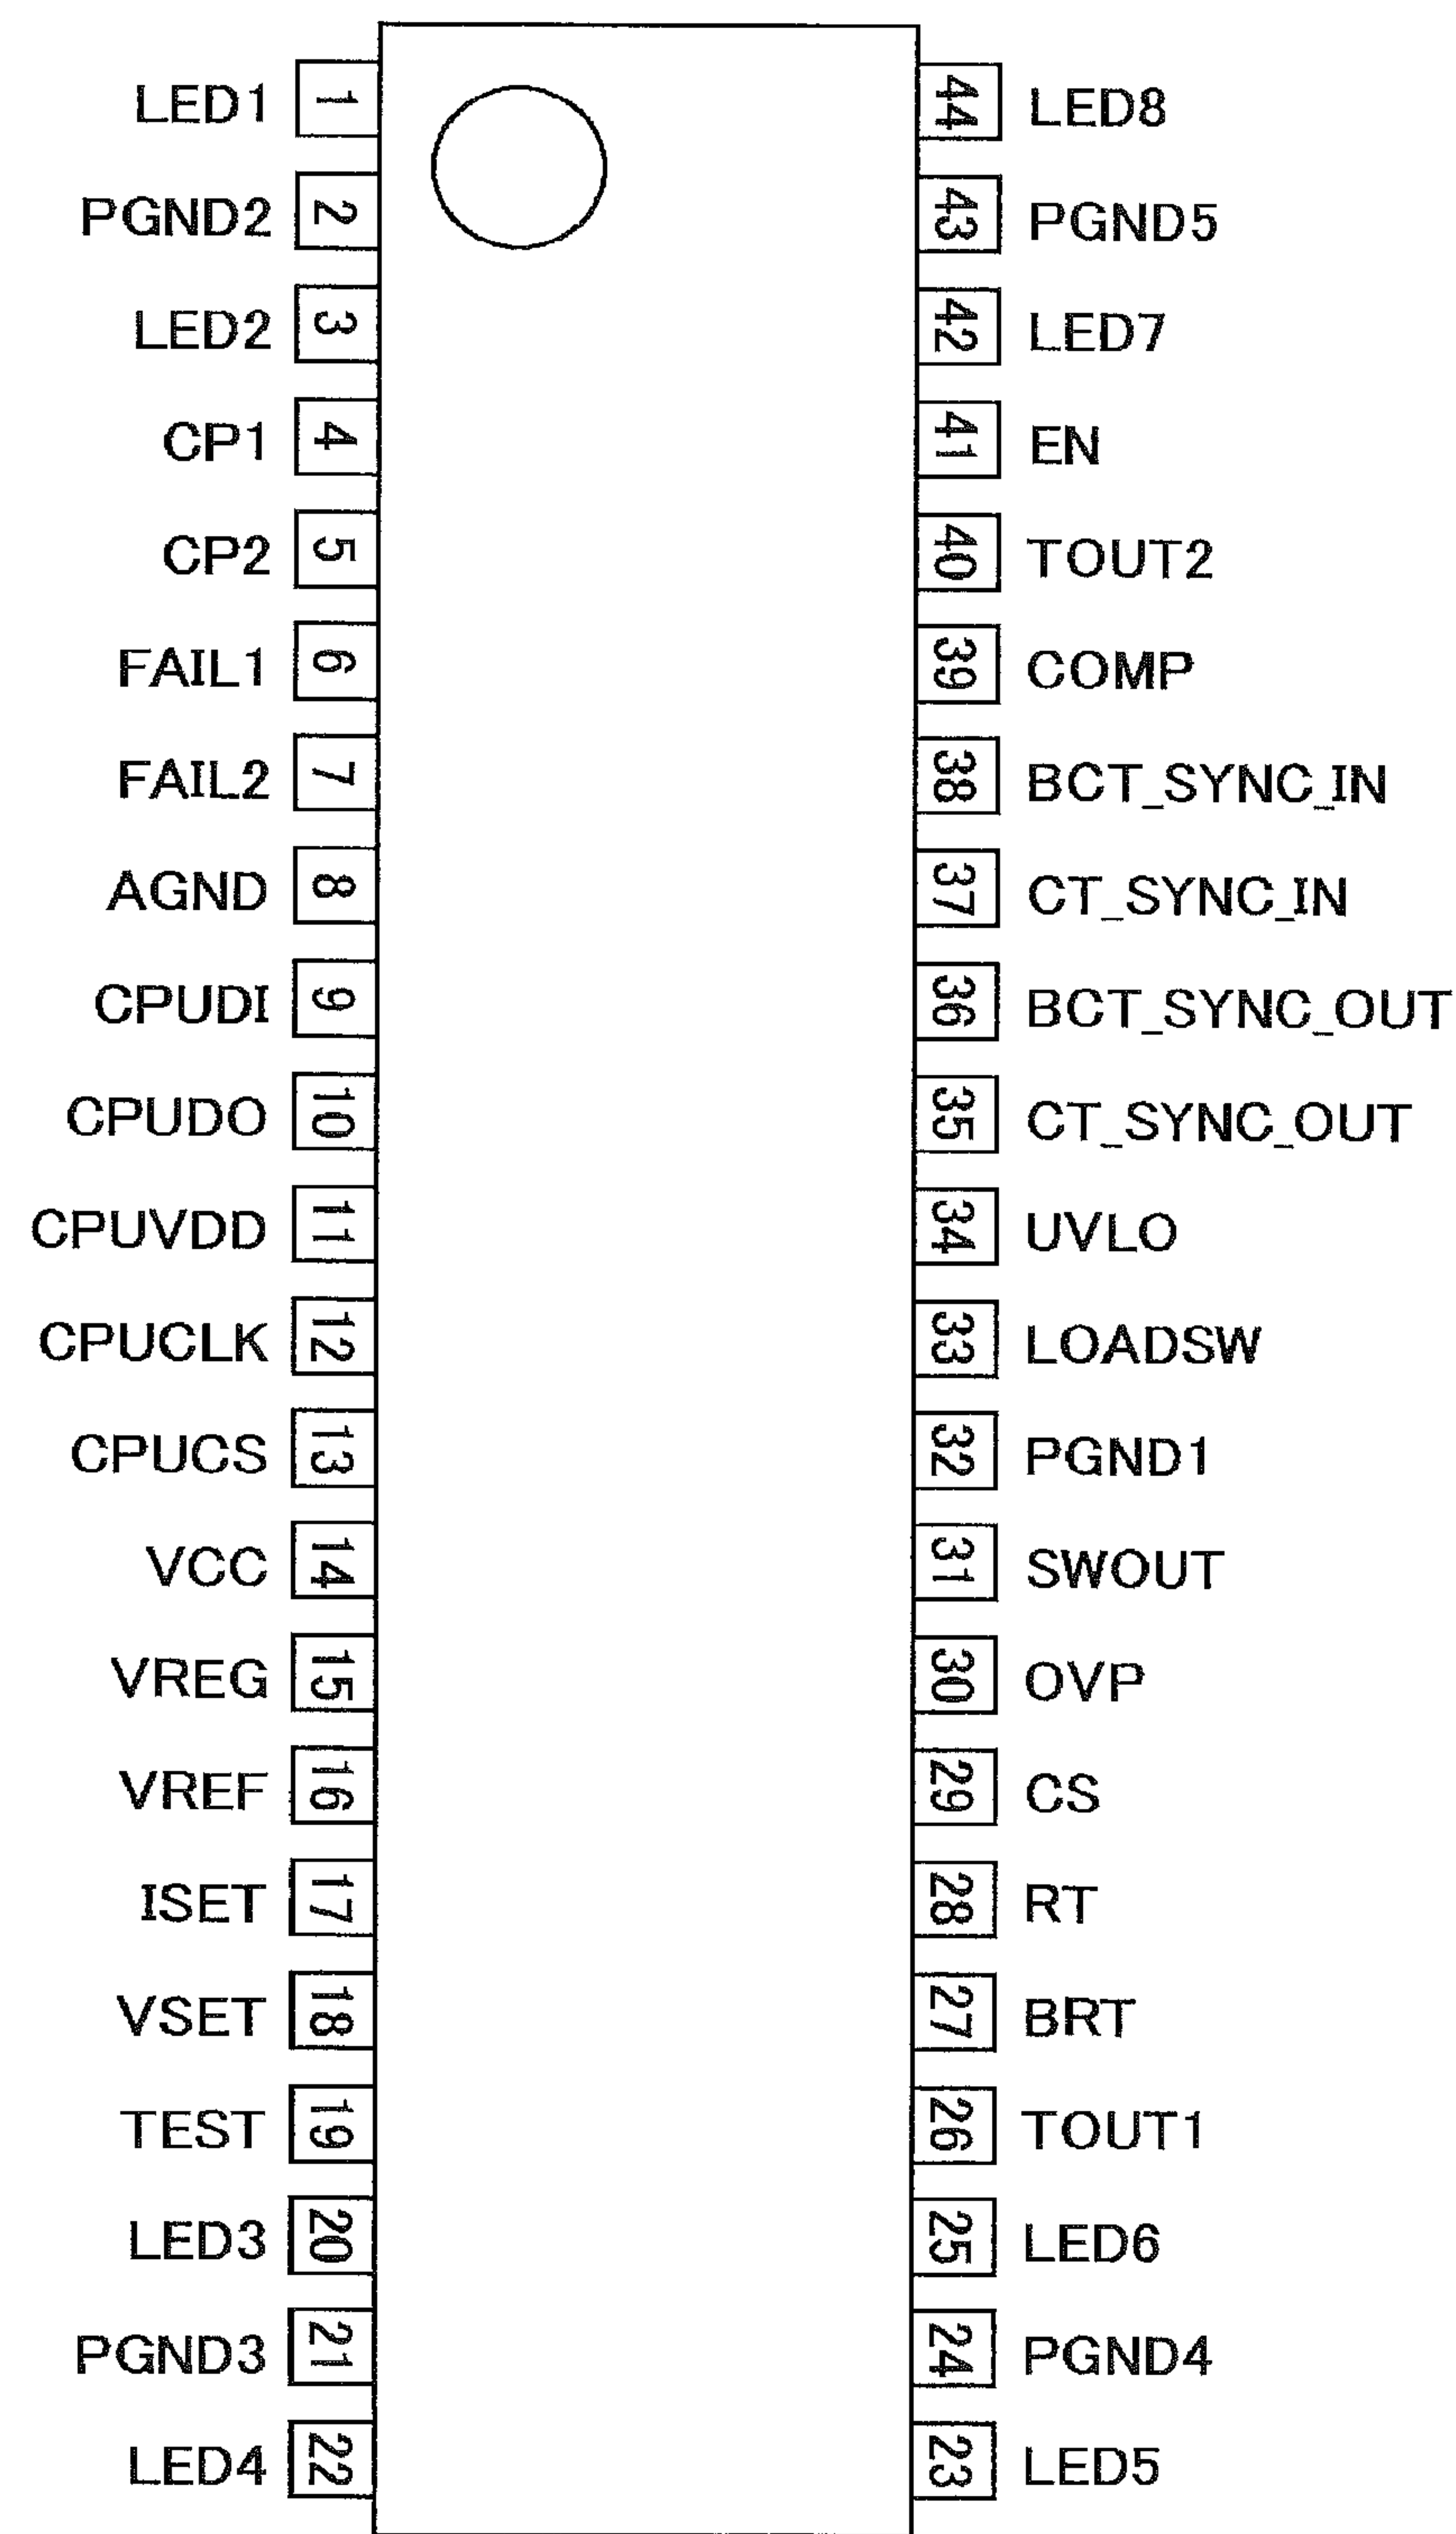 LED1 1 44 LED8
PGND2 2 43 PGND5
LED2 3 42 LED7
CP1 4 41 EN
CP2 5 40 TOUT2
FAIL1 6 39 COMP
FAIL2 7 38 BCT_SYNC_IN
AGND 8 37 CT_SYNC_IN
CPUDI 9 36 BCT_SYNC_OUT
CPUDO 10 35 CT_SYNC_OUT
CPUVDD 11 34 UVLO
CPUCLK 12 33 LOADSW
CPUCS 13 32 PGND1
VCC 14 31 SWOUT
VREG 15 30 OVP
VREF 16 29 CS
ISET 17 28 RT
VSET 18 27 BRT
TEST 19 26 TOUT1
LED3 20 25 LED6
PGND3 21 24 PGND4
LED4 22 23 LED5